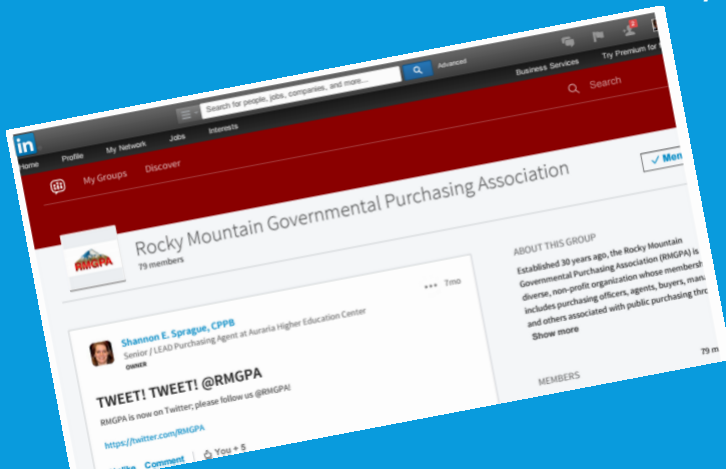 in
Search for people, jobs, companies, and more...
Advanced
2
Home Profile My Network Jobs Interests
Business Services Try Premium for
My Groups Discover
Search
RMGPA
Rocky Mountain Governmental Purchasing Association
79 members
Shannon E. Sprague, CPPB
Senior / LEAD Purchasing Agent at Auraria Higher Education Center
OWNER
7mo
TWEET! TWEET! @RMGPA
RMGPA is now on Twitter; please follow us @RMGPA!
https://twitter.com/RMGPA
Comment You + 5
ABOUT THIS GROUP
Established 30 years ago, the Rocky Mountain
Governmental Purchasing Association (RMGPA) is
diverse, non-profit organization whose membersh
includes purchasing officers, agents, buyers, man
and others associated with public purchasing thro
Show more
MEMBERS
79 m